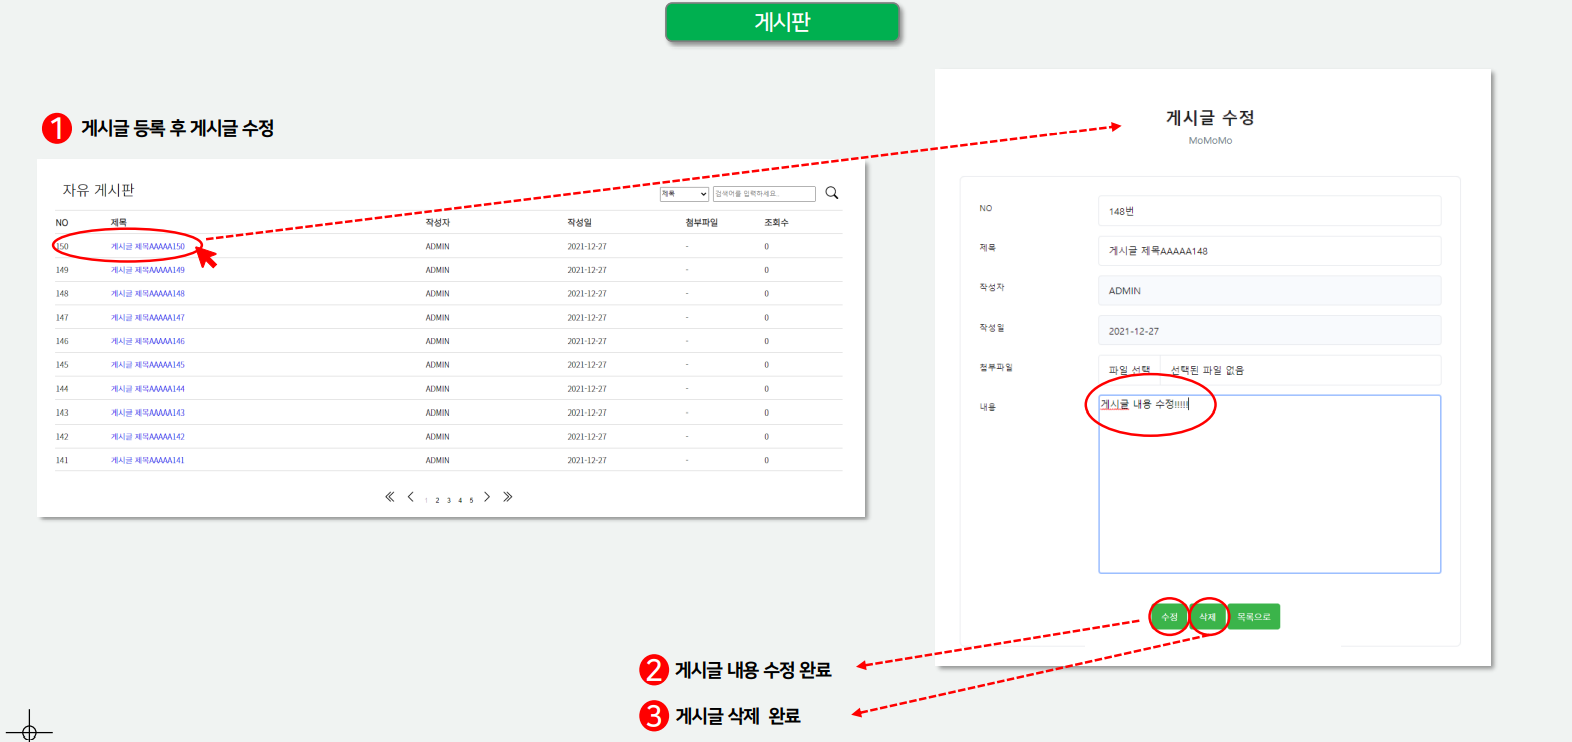 게시판
1 게시글 등록 후 게시글 수정
자유 게시판
제목 검색어를 입력하세요..
NO 제목 작성자 작성일 첨부파일 조회수
150 게시글 제목AAAAA150 ADMIN 2021-12-27 - 0
149 게시글 제목AAAAA149 ADMIN 2021-12-27 - 0
148 게시글 제목AAAAA148 ADMIN 2021-12-27 - 0
147 게시글 제목AAAAA147 ADMIN 2021-12-27 - 0
146 게시글 제목AAAAA146 ADMIN 2021-12-27 - 0
145 게시글 제목AAAAA145 ADMIN 2021-12-27 - 0
144 게시글 제목AAAAA144 ADMIN 2021-12-27 - 0
143 게시글 제목AAAAA143 ADMIN 2021-12-27 - 0
142 게시글 제목AAAAA142 ADMIN 2021-12-27 - 0
141 게시글 제목AAAAA141 ADMIN 2021-12-27 - 0
1 2 3 4 5
게시글 수정
MoMoMo
NO 148번
제목 게시글 제목AAAAA148
작성자 ADMIN
작성일 2021-12-27
첨부파일 파일 선택 선택된 파일 없음
내용 게시글 내용 수정!!!!!
수정 삭제 목록으로
2 게시글 내용 수정 완료
3 게시글 삭제 완료